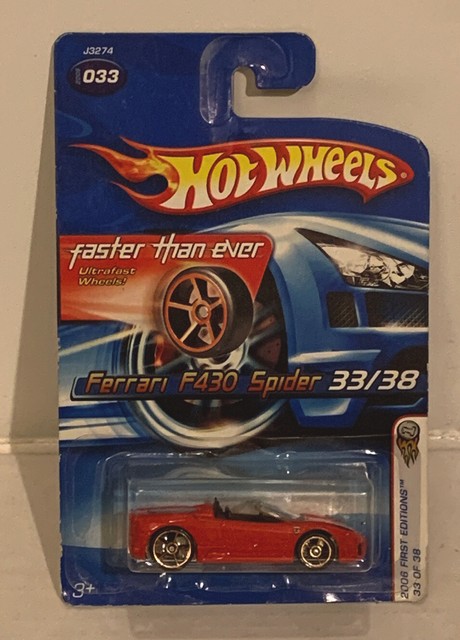 J3274
033
HOT WHEELS®
faster than ever
Ultrafast
Wheels!
Ferrari F430 Spider 33/38
2006 FIRST EDITIONS™
33 OF 38
3+